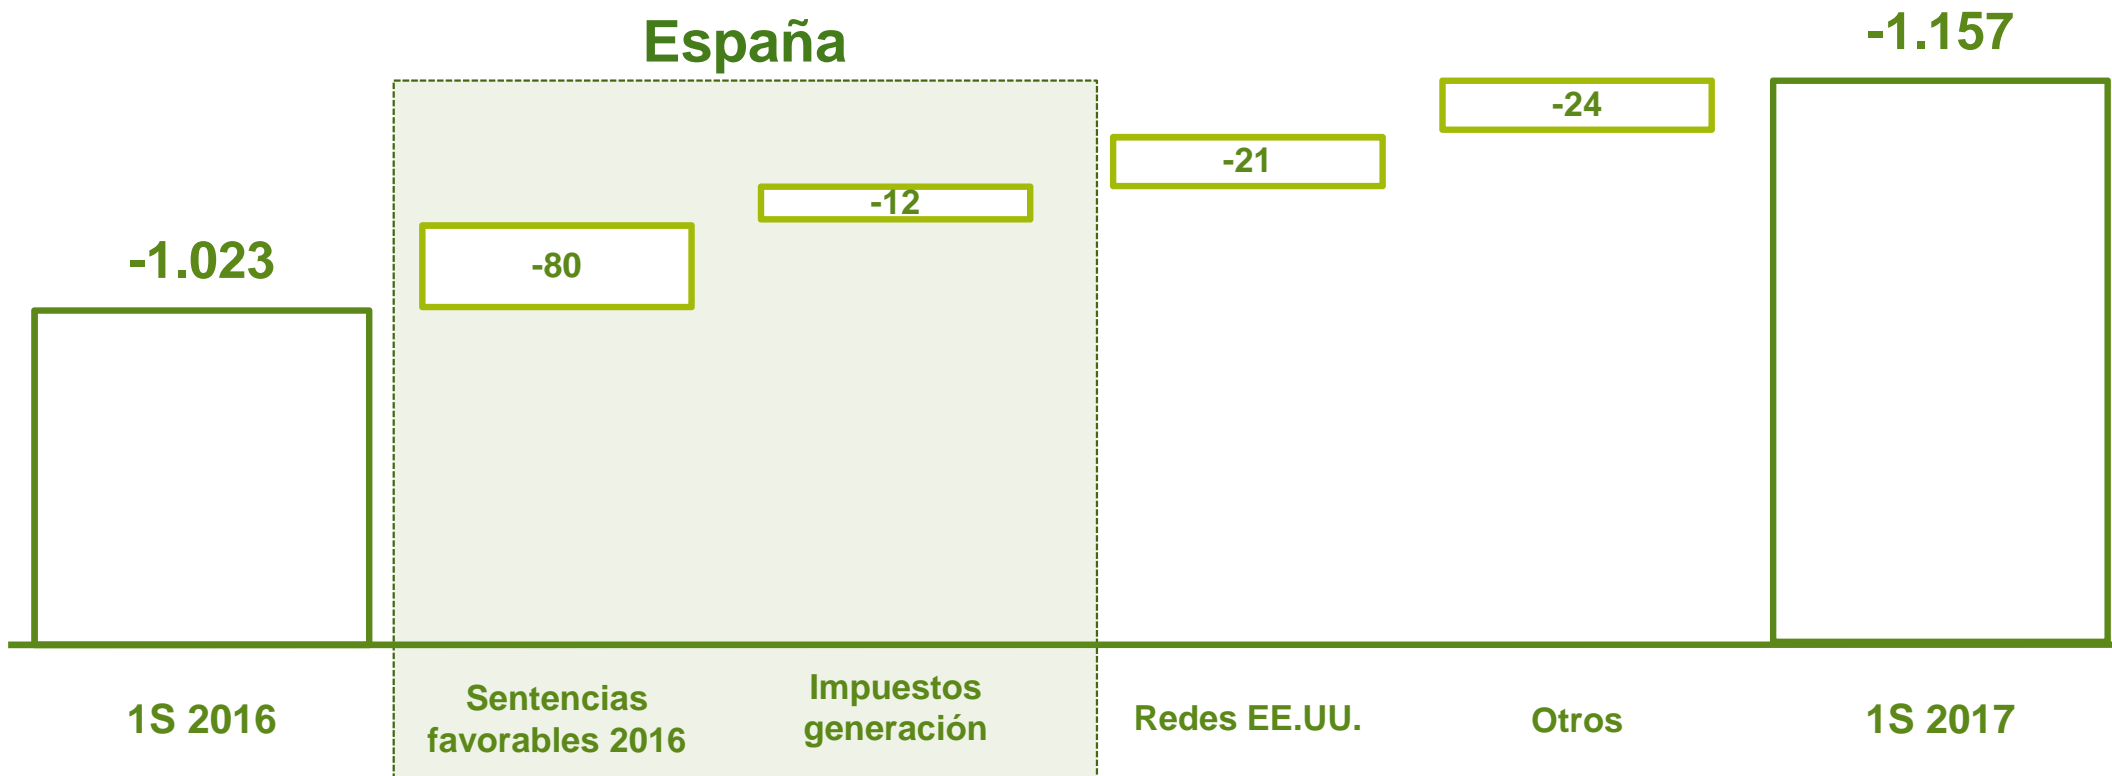 España
-1.157
-24
-21
-12
-1.023
-80
1S 2016
Sentencias
favorables 2016
Impuestos
generación
Redes EE.UU.
Otros
1S 2017